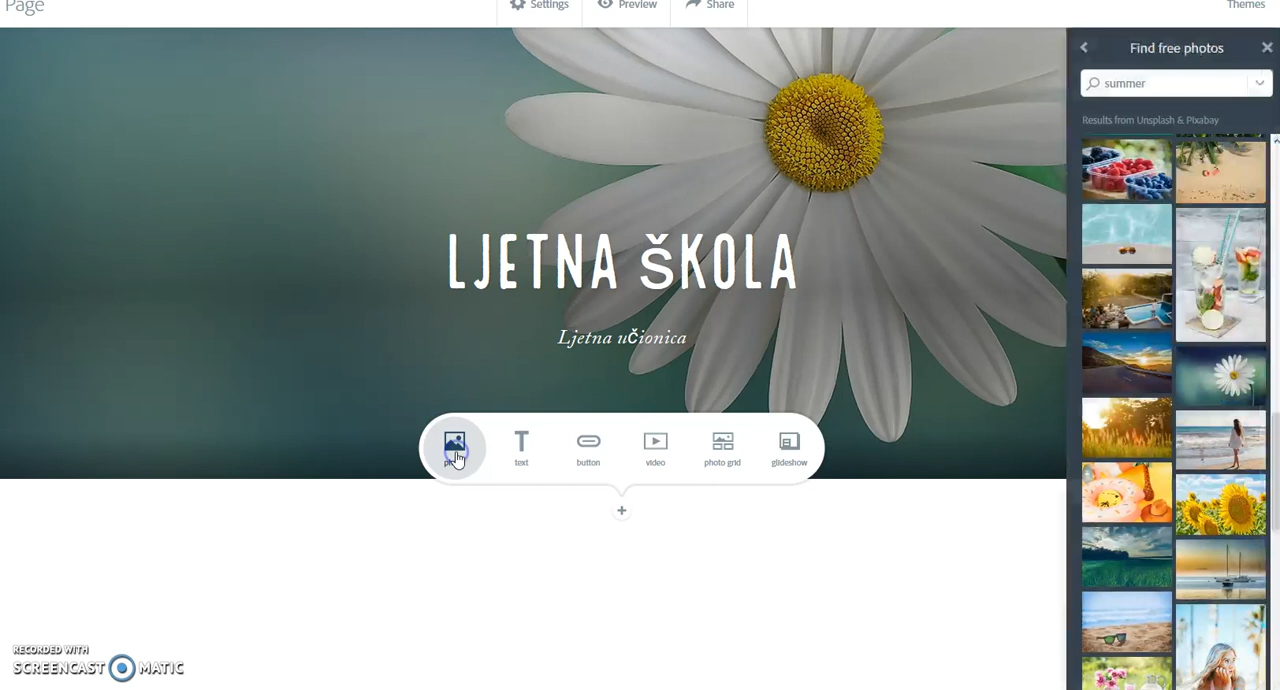 Page
Settings
Preview
Share
Themes
Find free photos
summer
Results from Unsplash & Pixabay
LJETNA ŠKOLA
Ljetna učionica
text
button
video
photo grid
glideshow
RECORDED WITH
SCREENCAST MATIC